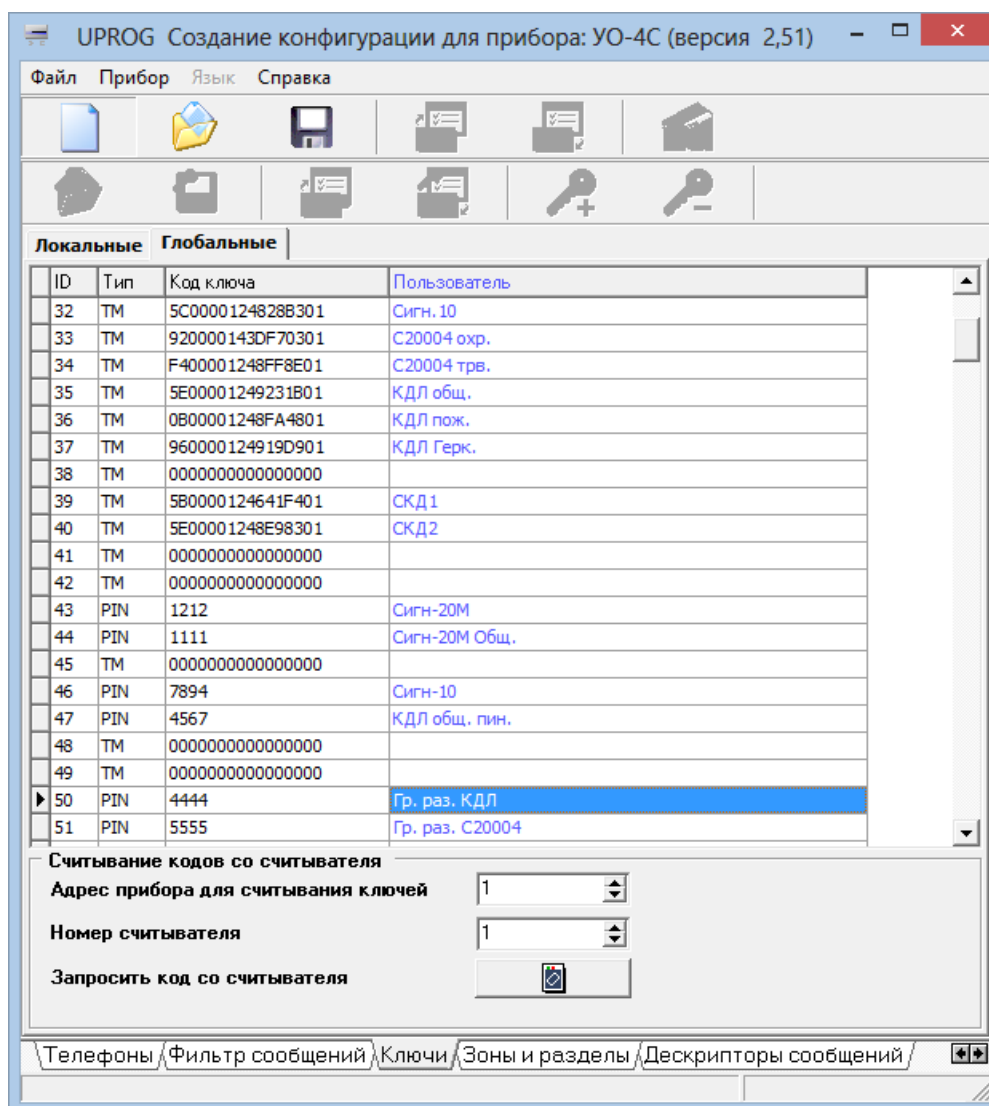 UPROG Создание конфигурации для прибора: УО-4С (версия 2,51)
Файл Прибор Язык Справка
Локальные Глобальные
ID Тип Код ключа Пользователь
32 TM 5C0000124828B301 Сигн.10
33 TM 920000143DF70301 С20004 охр.
34 TM F400001248FF8E01 С20004 трв.
35 TM 5E00001249231B01 КДЛ общ.
36 TM 0B00001248FA4801 КДЛ пож.
37 TM 960000124919D901 КДЛ Герк.
38 TM 0000000000000000
39 TM 5B0000124641F401 СКД1
40 TM 5E00001248E98301 СКД2
41 TM 0000000000000000
42 TM 0000000000000000
43 PIN 1212 Сигн-20М
44 PIN 1111 Сигн-20М Общ.
45 TM 0000000000000000
46 PIN 7894 Сигн-10
47 PIN 4567 КДЛ общ. пин.
48 TM 0000000000000000
49 TM 0000000000000000
50 PIN 4444 Гр. раз. КДЛ
51 PIN 5555 Гр. раз. С20004
Считывание кодов со считывателя
Адрес прибора для считывания ключей 1
Номер считывателя 1
Запросить код со считывателя
Телефоны Фильтр сообщений Ключи Зоны и разделы Дескрипторы сообщений